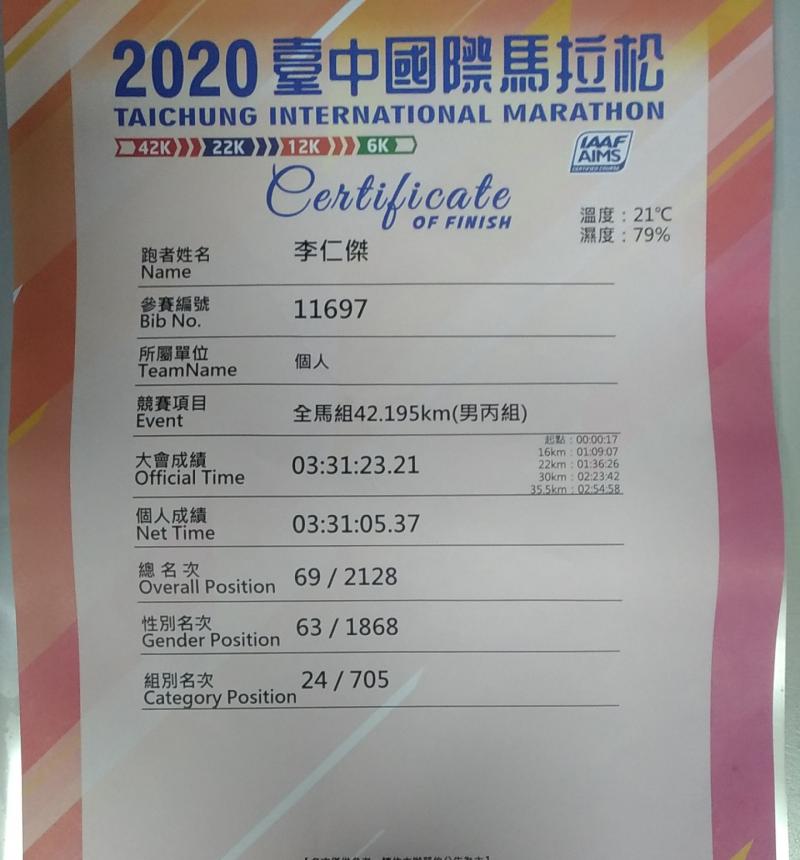 2020 臺中國際馬拉松
TAICHUNG INTERNATIONAL MARATHON
42K 22K 12K 6K
IAAF
AIMS
CERTIFIED COURSE
Certificate
OF FINISH
溫度：21℃
濕度：79%
跑者姓名 李仁傑
Name
參賽編號 11697
Bib No.
所屬單位 個人
TeamName
競賽項目 全馬組42.195km(男丙組)
Event
起點：00:00:17
16km：01:09:07
22km：01:36:26
30km：02:23:42
35.5km：02:54:58
大會成績 03:31:23.21
Official Time
個人成績 03:31:05.37
Net Time
總名次 69 / 2128
Overall Position
性別名次 63 / 1868
Gender Position
組別名次 24 / 705
Category Position